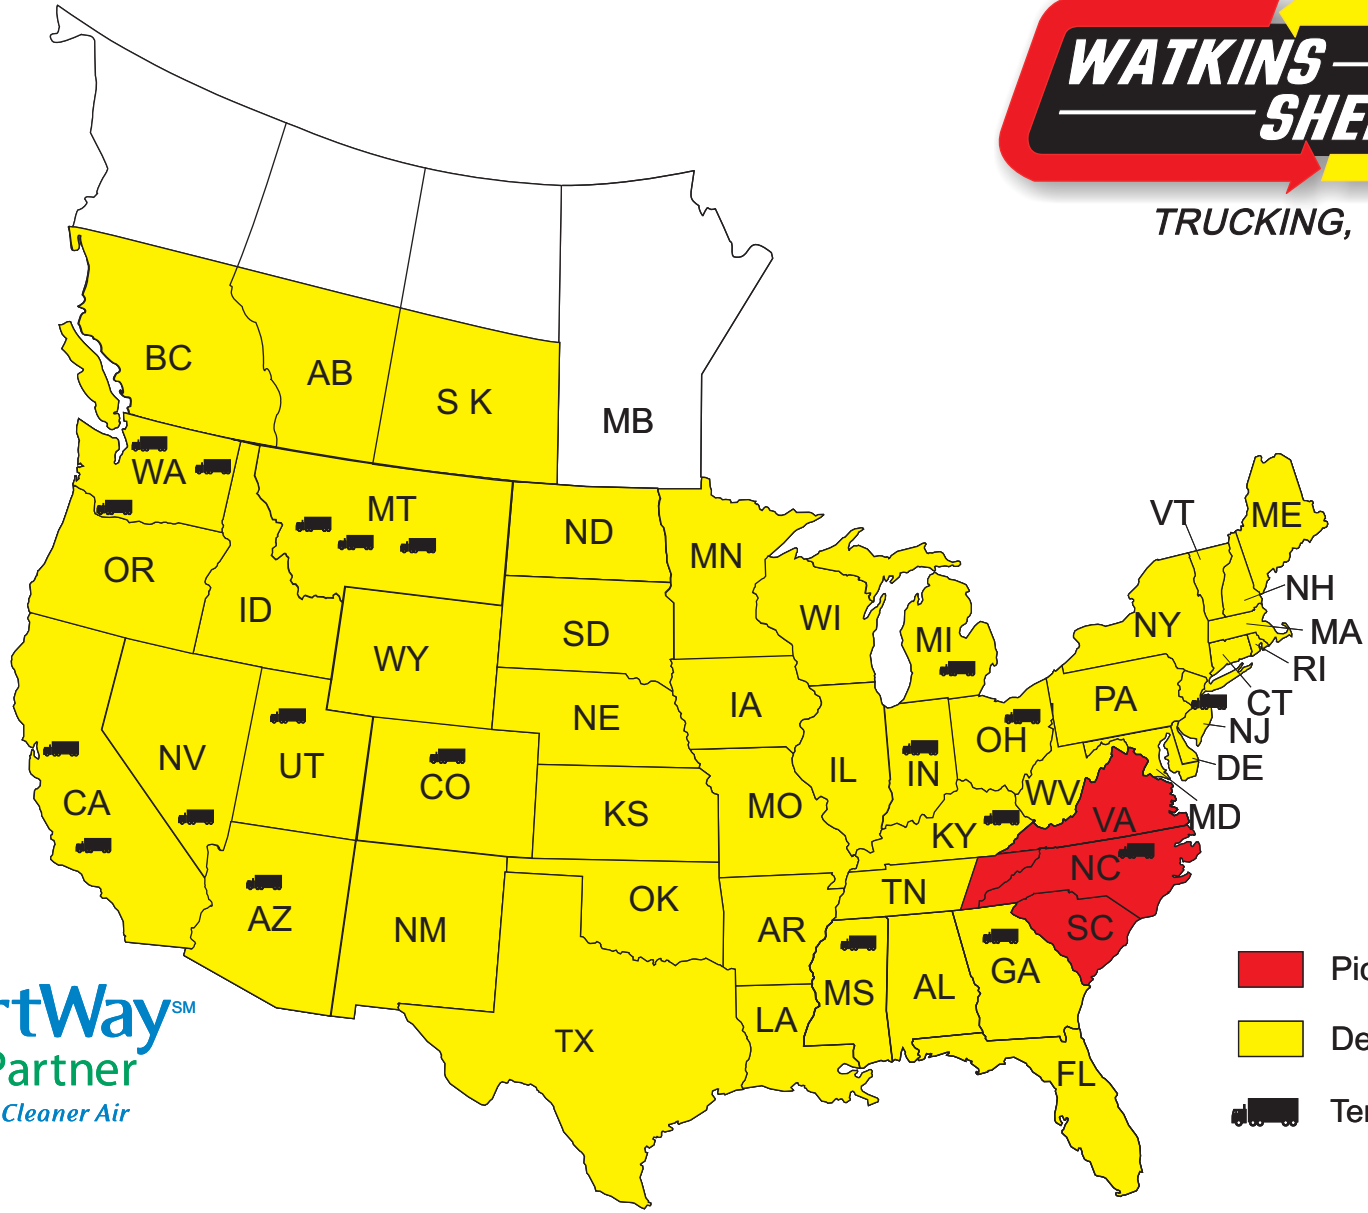 WATKINS
SHE
TRUCKING,
BC
AB
S K
MB
WA
MT
ND
MN
VT
ME
OR
ID
SD
WI
MI
NY
NH
MA
RI
WY
NE
IA
PA
CT
NJ
NV
UT
CO
IL
IN
OH
DE
CA
KS
MO
KY
WV
VA
MD
NC
AZ
NM
OK
AR
TN
SC
MS
AL
GA
Pic
LA
TX
De
FL
Ter
rtWay SM
Partner
Cleaner Air